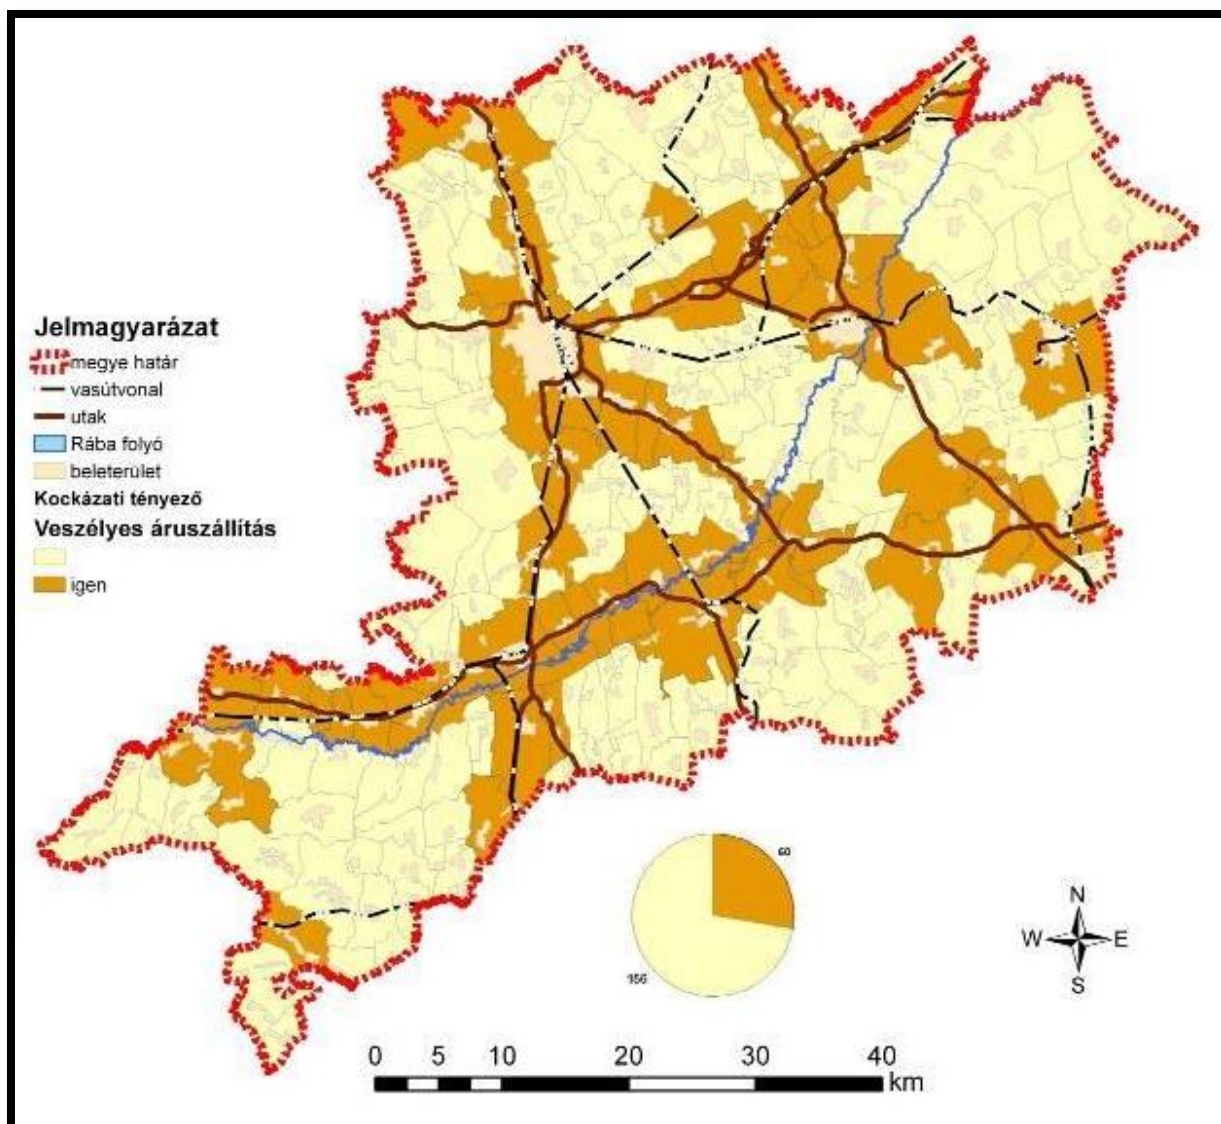 Jelmagyarázat
megye határ
vasútvonal
utak
Rába folyó
beleterület
Kockázati tényező
Veszélyes áruszállítás
igen
60
156
N
W E
S
0 5 10 20 30 40
km